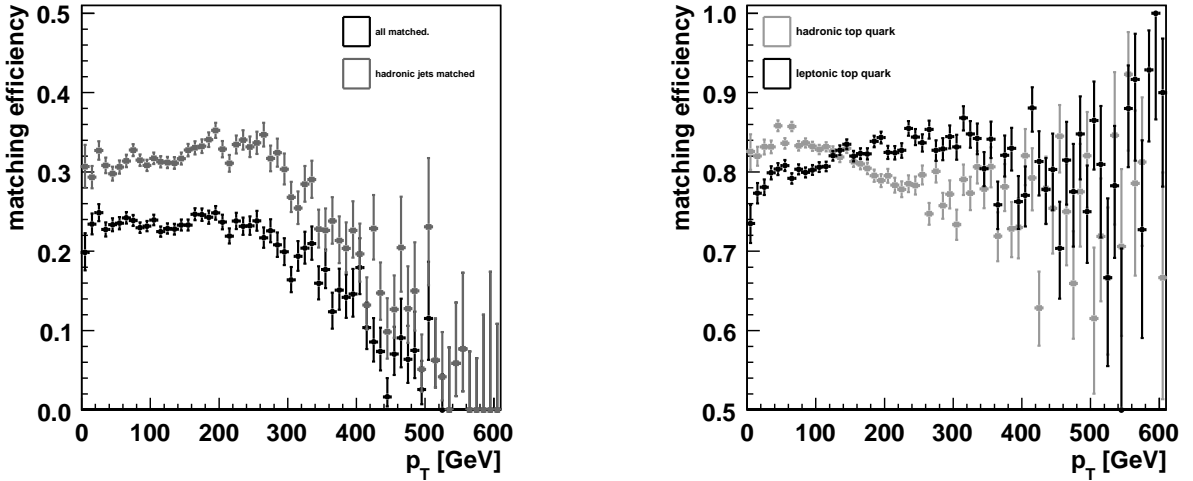 matching efficiency
0.5
0.4
0.3
0.2
0.1
0.0
all matched.
hadronic jets matched
0 100 200 300 400 500 600
pT [GeV]
matching efficiency
1.0
0.9
0.8
0.7
0.6
0.5
hadronic top quark
leptonic top quark
0 100 200 300 400 500 600
pT [GeV]